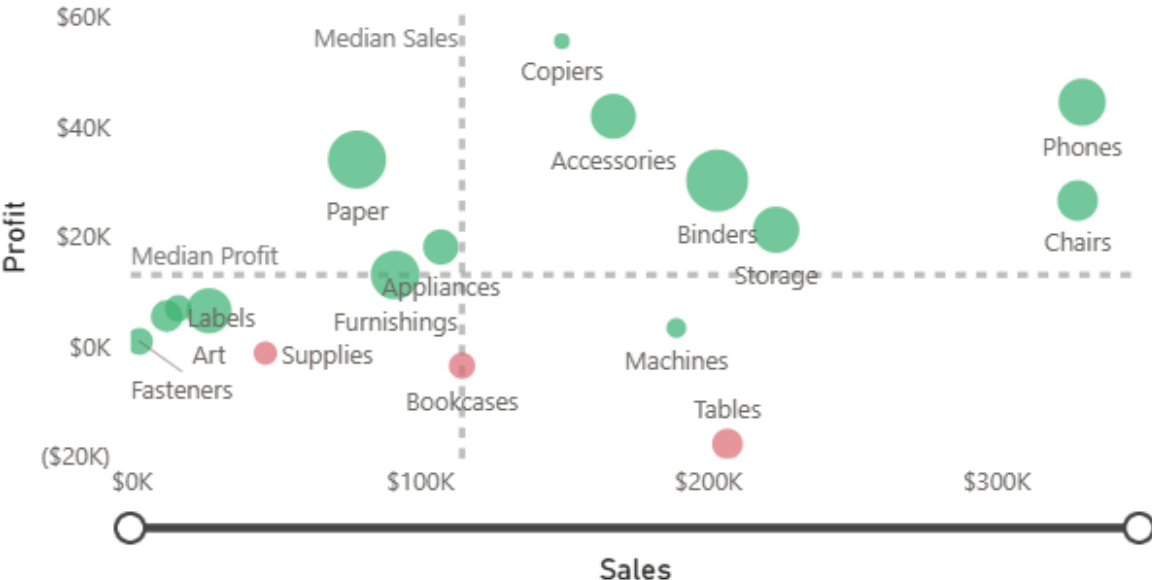 $60K
Median Sales
Copiers
$40K
Phones
Accessories
Paper
Profit
$20K
Binders
Chairs
Median Profit
Storage
Appliances
Labels
Furnishings
$0K
Art
Supplies
Machines
Fasteners
Bookcases
Tables
($20K)
$0K $100K $200K $300K
Sales